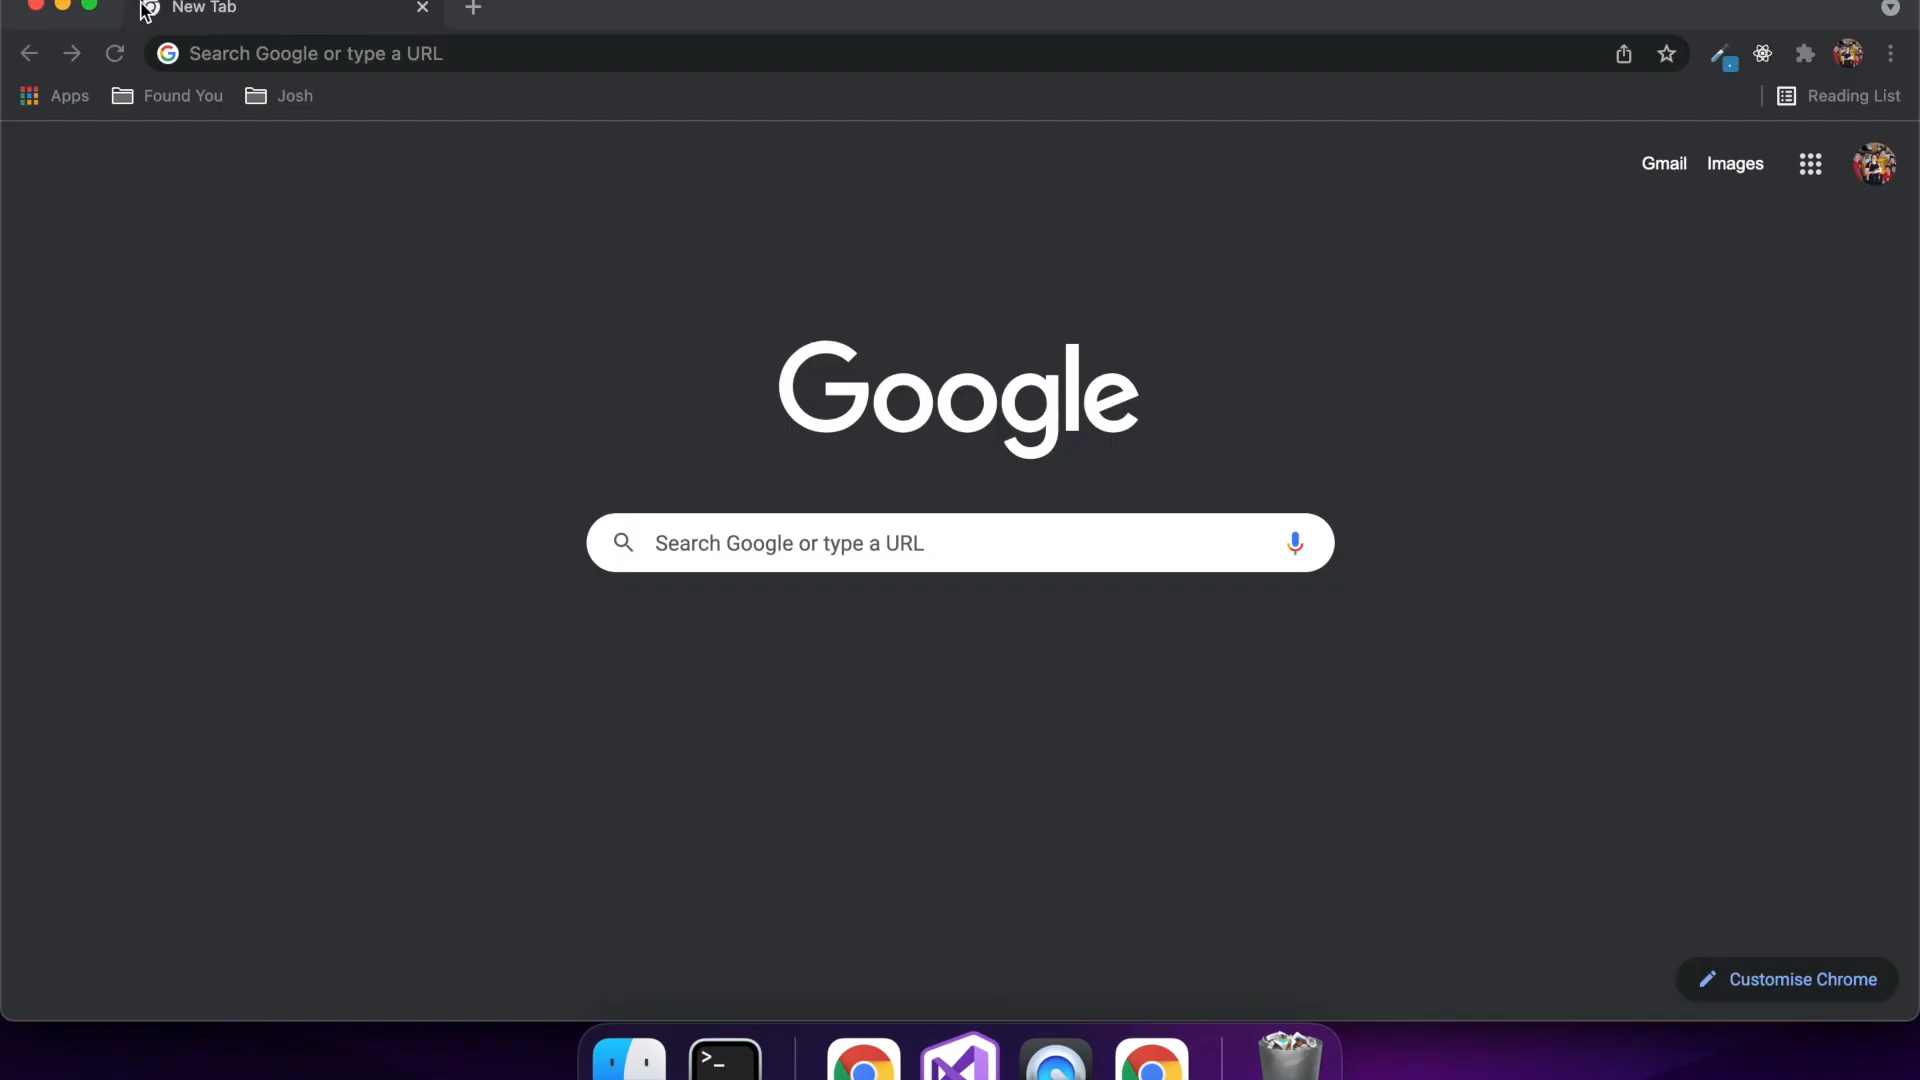 New Tab
Search Google or type a URL
Apps Found You Josh Reading List
Gmail Images
Google
Search Google or type a URL
Customise Chrome
>_